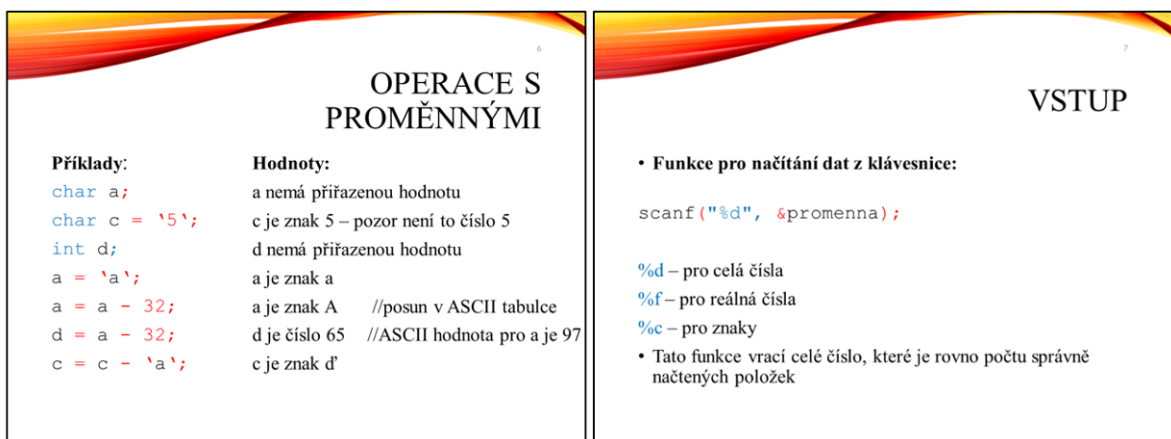 6
OPERACE S
PROMĚNNÝMI
Příklady: Hodnoty:
char a; a nemá přiřazenou hodnotu
char c = ‘5‘; c je znak 5 – pozor není to číslo 5
int d; d nemá přiřazenou hodnotu
a = ‘a‘; a je znak a
a = a - 32; a je znak A //posun v ASCII tabulce
d = a - 32; d je číslo 65 //ASCII hodnota pro a je 97
c = c - ‘a‘; c je znak ď
7
VSTUP
• Funkce pro načítání dat z klávesnice:
scanf("%d", &promenna);
%d – pro celá čísla
%f – pro reálná čísla
%c – pro znaky
• Tato funkce vrací celé číslo, které je rovno počtu správně
načtených položek